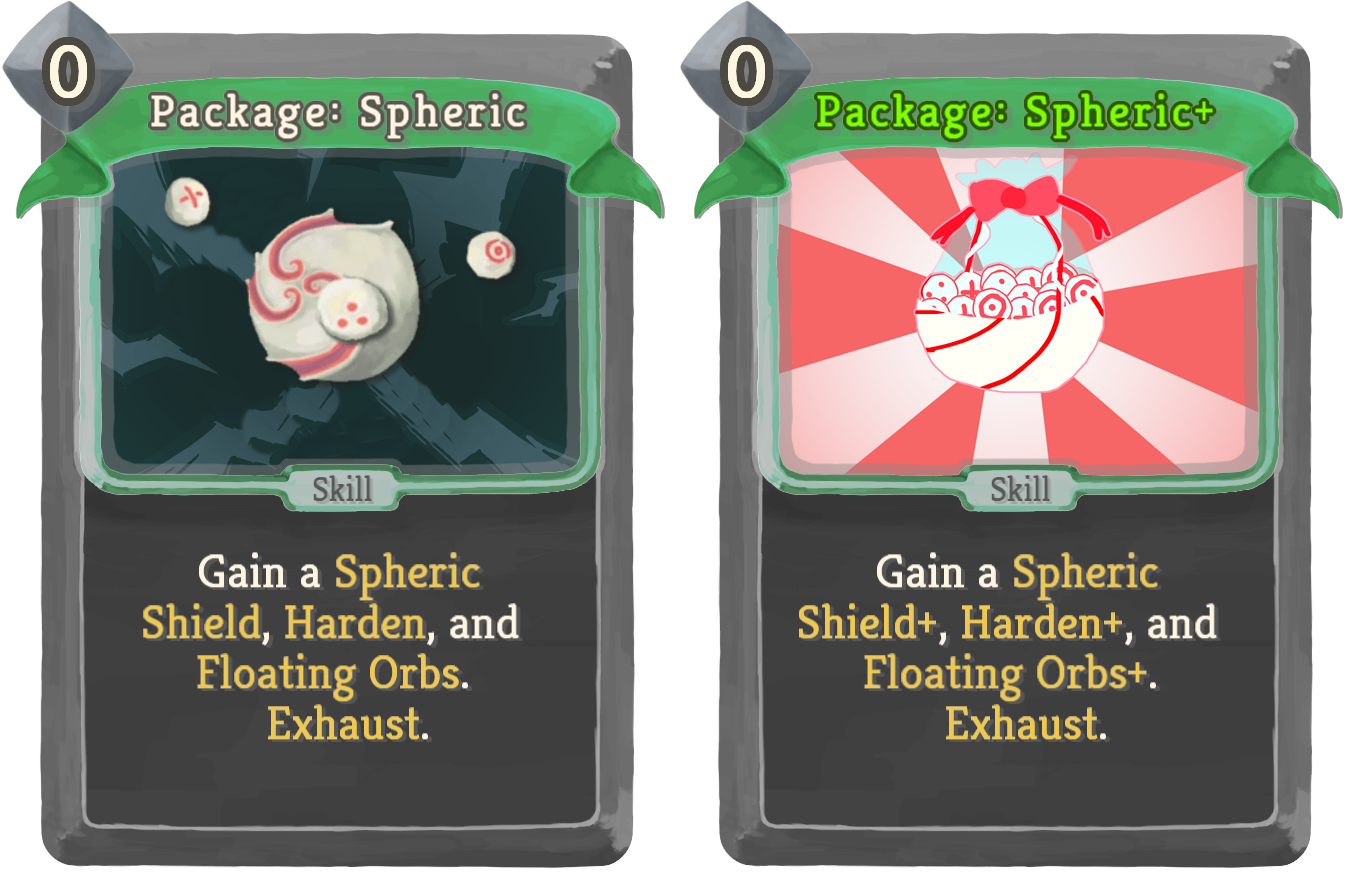 0
Package: Spheric
Skill
Gain a Spheric
Shield, Harden, and
Floating Orbs.
Exhaust.
0
Package: Spheric+
Skill
Gain a Spheric
Shield+, Harden+, and
Floating Orbs+.
Exhaust.